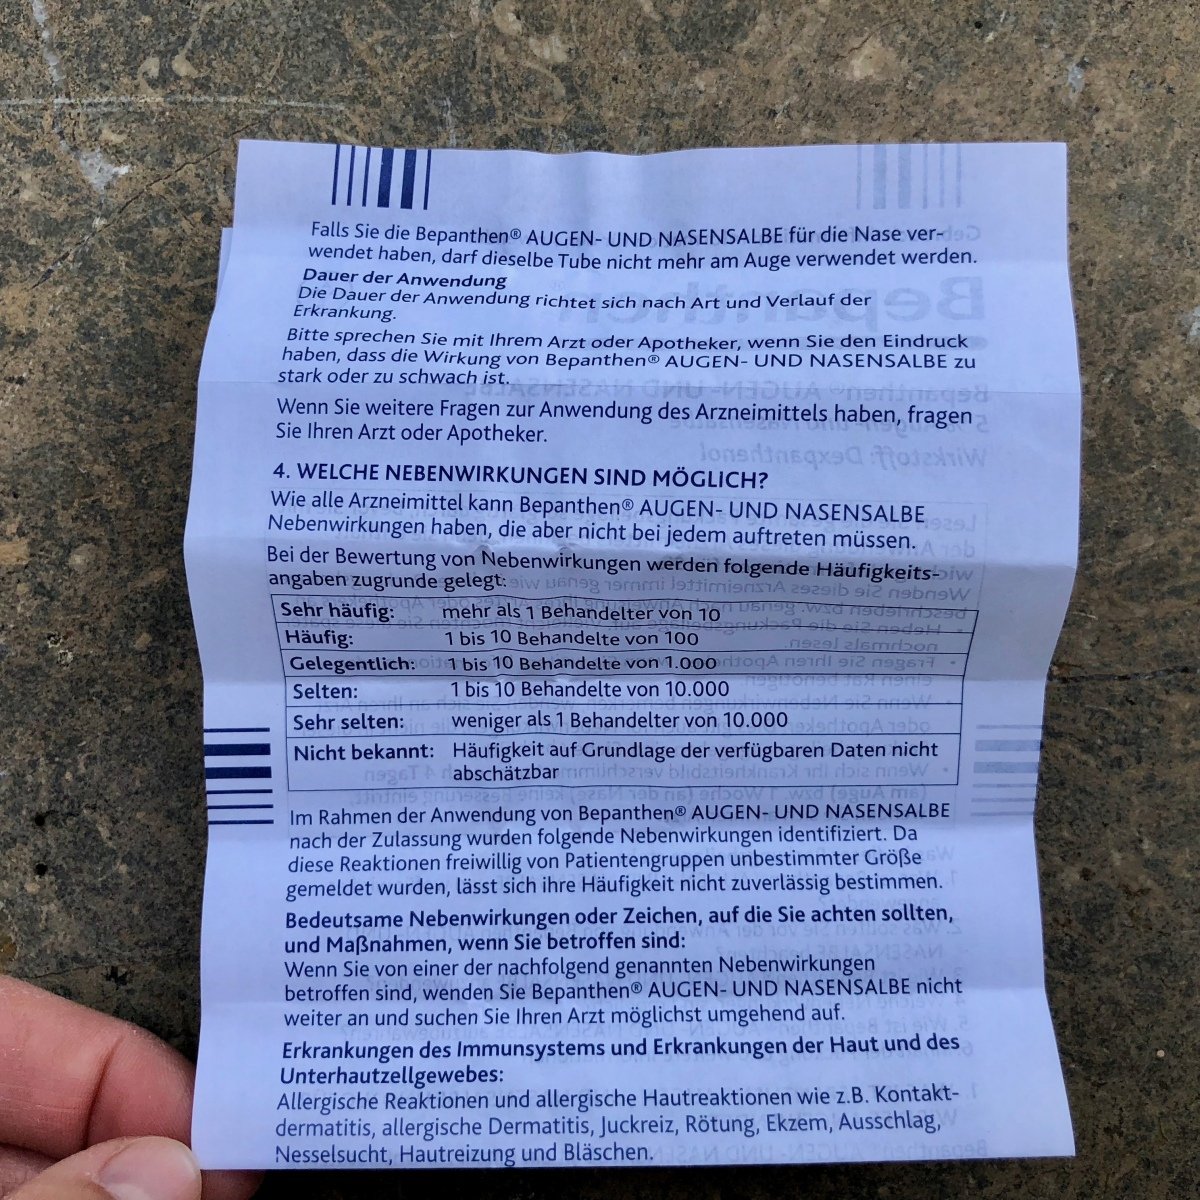 Falls Sie die Bepanthen® AUGEN- UND NASENSALBE für die Nase ver-
wendet haben, darf dieselbe Tube nicht mehr am Auge verwendet werden.
Dauer der Anwendung
Die Dauer der Anwendung richtet sich nach Art und Verlauf der
Erkrankung.
Bitte sprechen Sie mit Ihrem Arzt oder Apotheker, wenn Sie den Eindruck
haben, dass die Wirkung von Bepanthen® AUGEN- UND NASENSALBE zu
stark oder zu schwach ist.
Wenn Sie weitere Fragen zur Anwendung des Arzneimittels haben, fragen
Sie Ihren Arzt oder Apotheker.
4. WELCHE NEBENWIRKUNGEN SIND MÖGLICH?
Wie alle Arzneimittel kann Bepanthen® AUGEN- UND NASENSALBE
Nebenwirkungen haben, die aber nicht bei jedem auftreten müssen.
Bei der Bewertung von Nebenwirkungen werden folgende Häufigkeits-
angaben zugrunde gelegt:
Sehr häufig: mehr als 1 Behandelter von 10
Häufig: 1 bis 10 Behandelte von 100
Gelegentlich: 1 bis 10 Behandelte von 1.000
Selten: 1 bis 10 Behandelte von 10.000
Sehr selten: weniger als 1 Behandelter von 10.000
Nicht bekannt: Häufigkeit auf Grundlage der verfügbaren Daten nicht
abschätzbar
Im Rahmen der Anwendung von Bepanthen® AUGEN- UND NASENSALBE
nach der Zulassung wurden folgende Nebenwirkungen identifiziert. Da
diese Reaktionen freiwillig von Patientengruppen unbestimmter Größe
gemeldet wurden, lässt sich ihre Häufigkeit nicht zuverlässig bestimmen.
Bedeutsame Nebenwirkungen oder Zeichen, auf die Sie achten sollten,
und Maßnahmen, wenn Sie betroffen sind:
Wenn Sie von einer der nachfolgend genannten Nebenwirkungen
betroffen sind, wenden Sie Bepanthen® AUGEN- UND NASENSALBE nicht
weiter an und suchen Sie Ihren Arzt möglichst umgehend auf.
Erkrankungen des Immunsystems und Erkrankungen der Haut und des
Unterhautzellgewebes:
Allergische Reaktionen und allergische Hautreaktionen wie z.B. Kontakt-
dermatitis, allergische Dermatitis, Juckreiz, Rötung, Ekzem, Ausschlag,
Nesselsucht, Hautreizung und Bläschen.